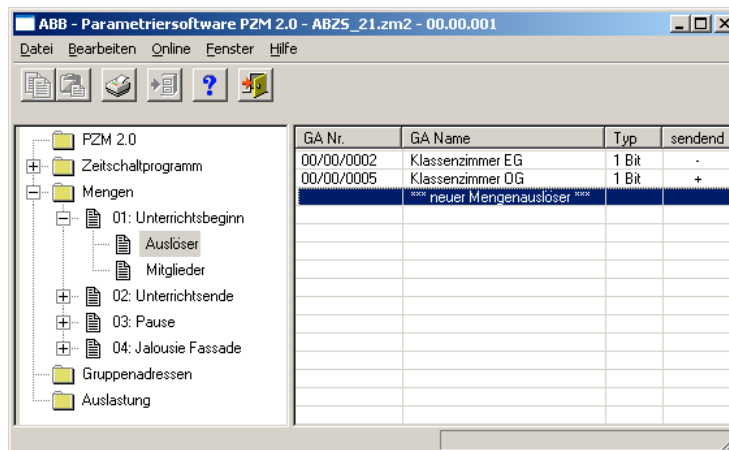 ABB - Parametriersoftware PZM 2.0 - ABZS_21.zm2 - 00.00.001
Datei Bearbeiten Online Fenster Hilfe
PZM 2.0
Zeitschaltprogramm
Mengen
01: Unterrichtsbeginn
Auslöser
Mitglieder
02: Unterrichtsende
03: Pause
04: Jalousie Fassade
Gruppenadressen
Auslastung
GA Nr. GA Name Typ sendend
00/00/0002 Klassenzimmer EG 1 Bit -
00/00/0005 Klassenzimmer OG 1 Bit +
*** neuer Mengenauslöser ***